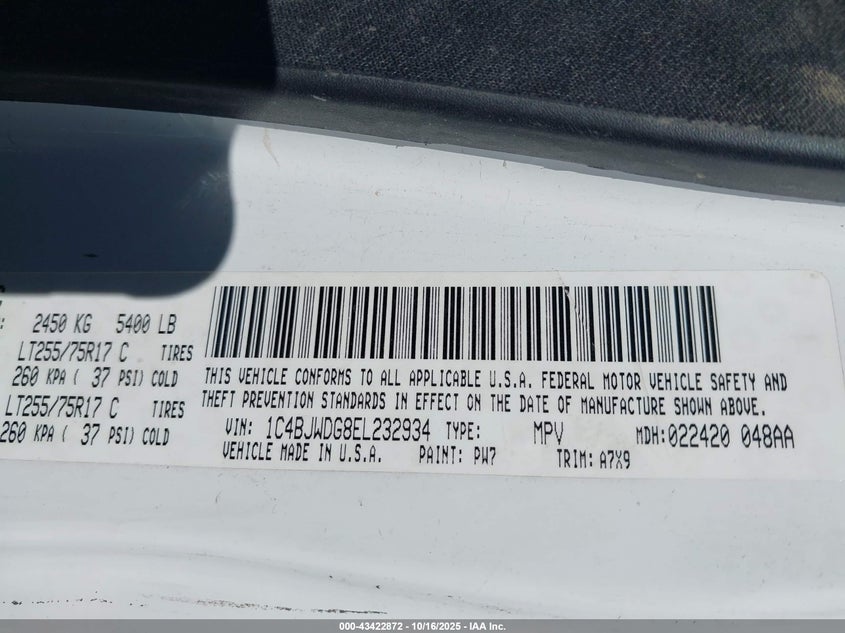 2450 KG 5400 LB
LT255/75R17 C TIRES
260 KPA ( 37 PSI) COLD
LT255/75R17 C TIRES
260 KPA ( 37 PSI) COLD
THIS VEHICLE CONFORMS TO ALL APPLICABLE U.S.A. FEDERAL MOTOR VEHICLE SAFETY AND
THEFT PREVENTION STANDARDS IN EFFECT ON THE DATE OF MANUFACTURE SHOWN ABOVE.
VIN: 1C4BJWDG8EL232934 TYPE: MPV MDH:022420 048AA
VEHICLE MADE IN U.S.A. PAINT: PW7 TRIM: A7X9
000-43422872 - 10/16/2025 - IAA Inc.